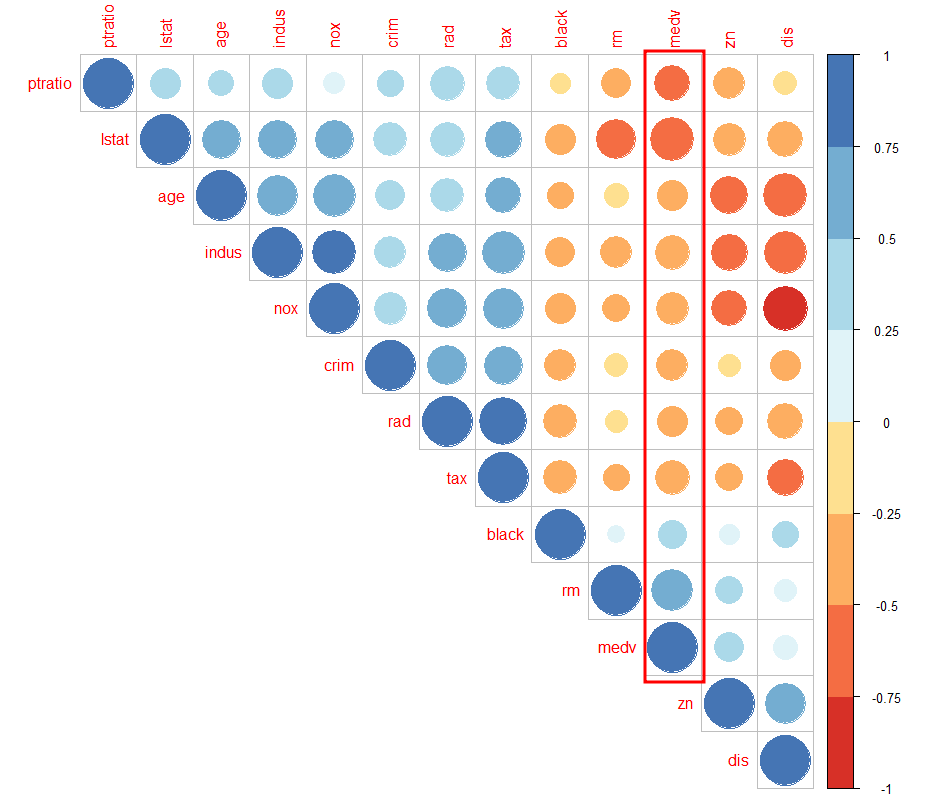 ptratio
lstat
age
indus
nox
crim
rad
tax
black
rm
medv
zn
dis
ptratio
lstat
age
indus
nox
crim
rad
tax
black
rm
medv
zn
dis
1
0.75
0.5
0.25
0
-0.25
-0.5
-0.75
-1